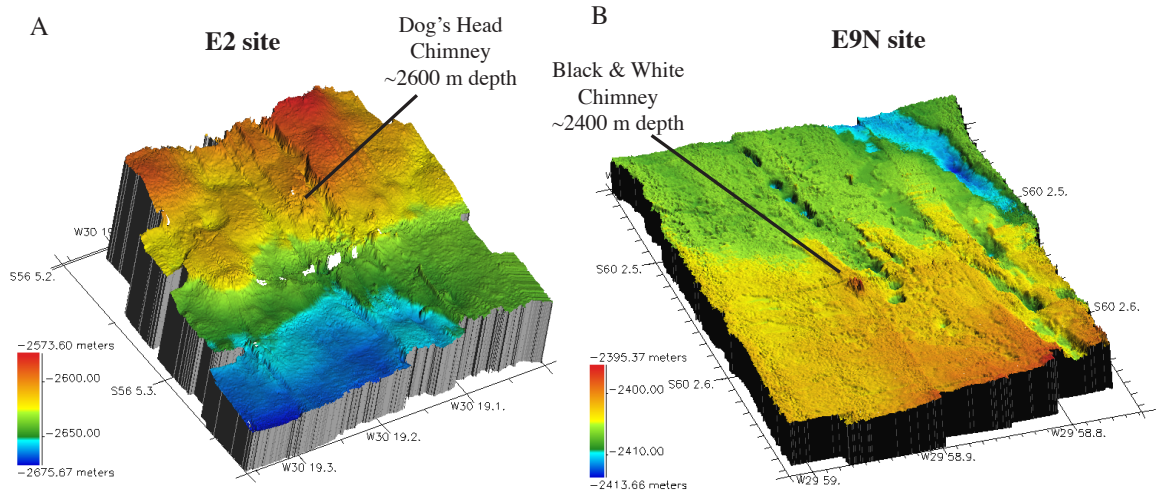 A
E2 site
Dog's Head
Chimney
~2600 m depth
W30 19
S56 5.2.
S56 5.3.
W30 19.3.
W30 19.2.
W30 19.1.
−2573.60 meters
−2600.00
−2650.00
−2675.67 meters
B
E9N site
Black & White
Chimney
~2400 m depth
S60 2.5.
S60 2.5.
S60 2.6.
S60 2.6.
W29 59.
W29 58.9.
W29 58.8.
−2395.37 meters
−2400.00
−2410.00
−2413.66 meters